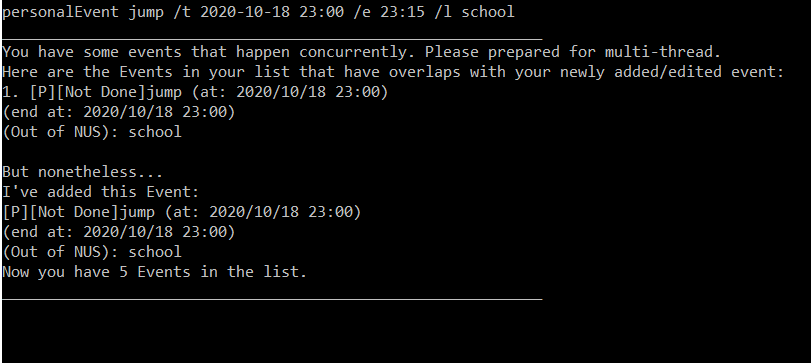 personalEvent jump /t 2020-10-18 23:00 /e 23:15 /l school
____________________________________________________________
You have some events that happen concurrently. Please prepared for multi-thread.
Here are the Events in your list that have overlaps with your newly added/edited event:
1. [P][Not Done]jump (at: 2020/10/18 23:00)
(end at: 2020/10/18 23:00)
(Out of NUS): school

But nonetheless...
I've added this Event:
[P][Not Done]jump (at: 2020/10/18 23:00)
(end at: 2020/10/18 23:00)
(Out of NUS): school
Now you have 5 Events in the list.
____________________________________________________________